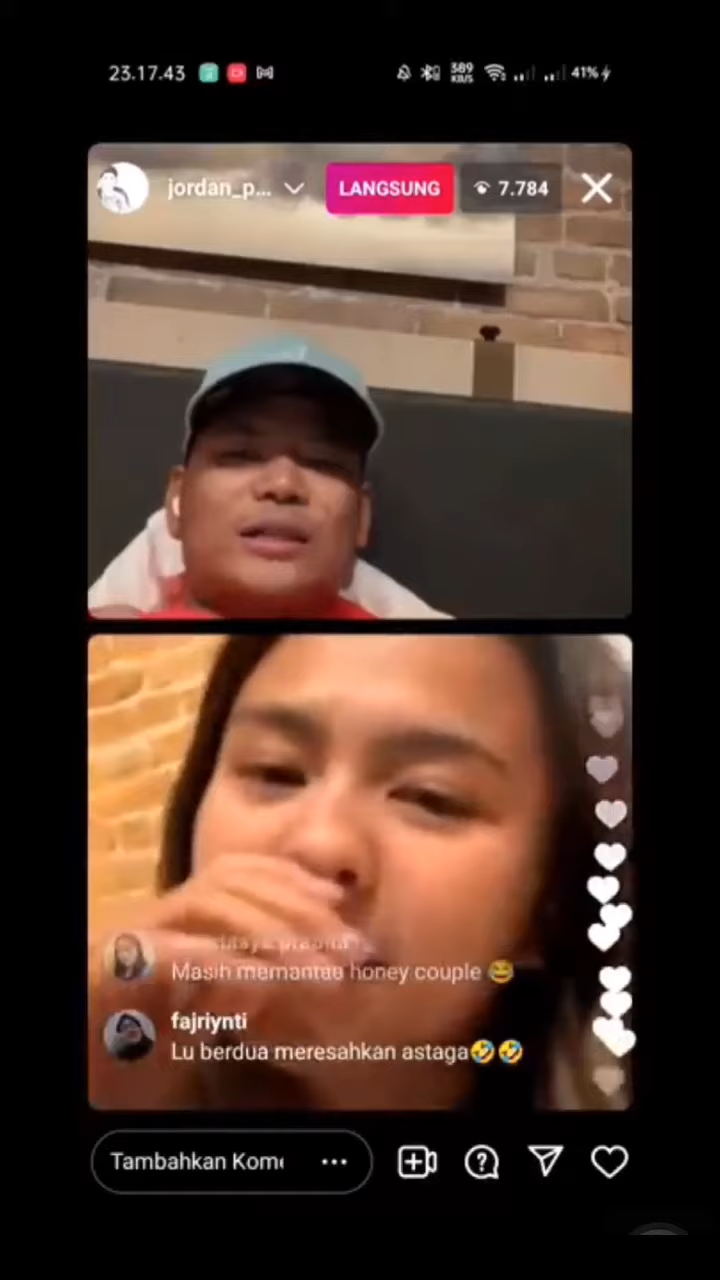 23.17.43
389
KB/S
41%
jordan_p...
LANGSUNG
7.784
Masih memantau honey couple 😂
fajriynti
Lu berdua meresahkan astaga🤣🤣
Tambahkan Kome